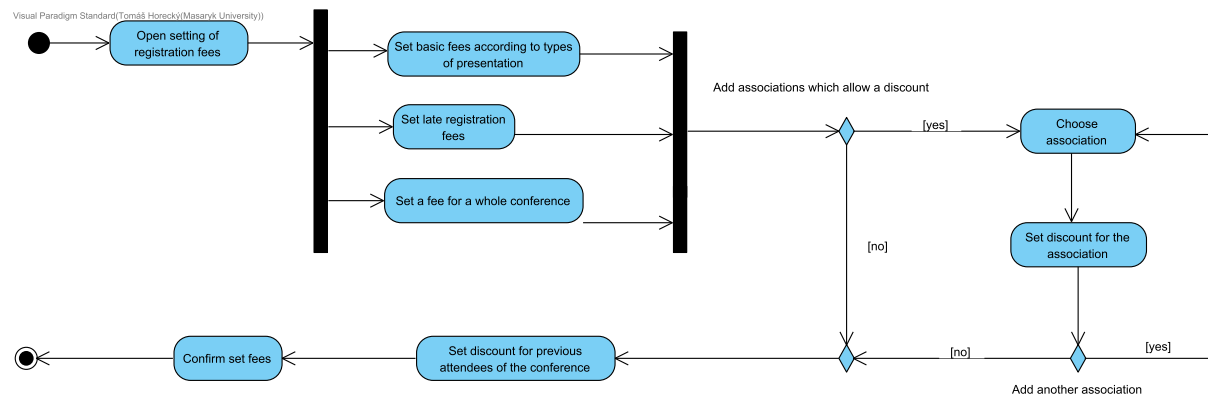 Visual Paradigm Standard(Tomáš Horecký(Masaryk University))
Open setting of
registration fees
Set basic fees according to types
of presentation
Set late registration
fees
Set a fee for a whole conference
Add associations which allow a discount
[yes]
Choose
association
[no]
Set discount for the
association
Confirm set fees
Set discount for previous
attendees of the conference
[no]
[yes]
Add another association